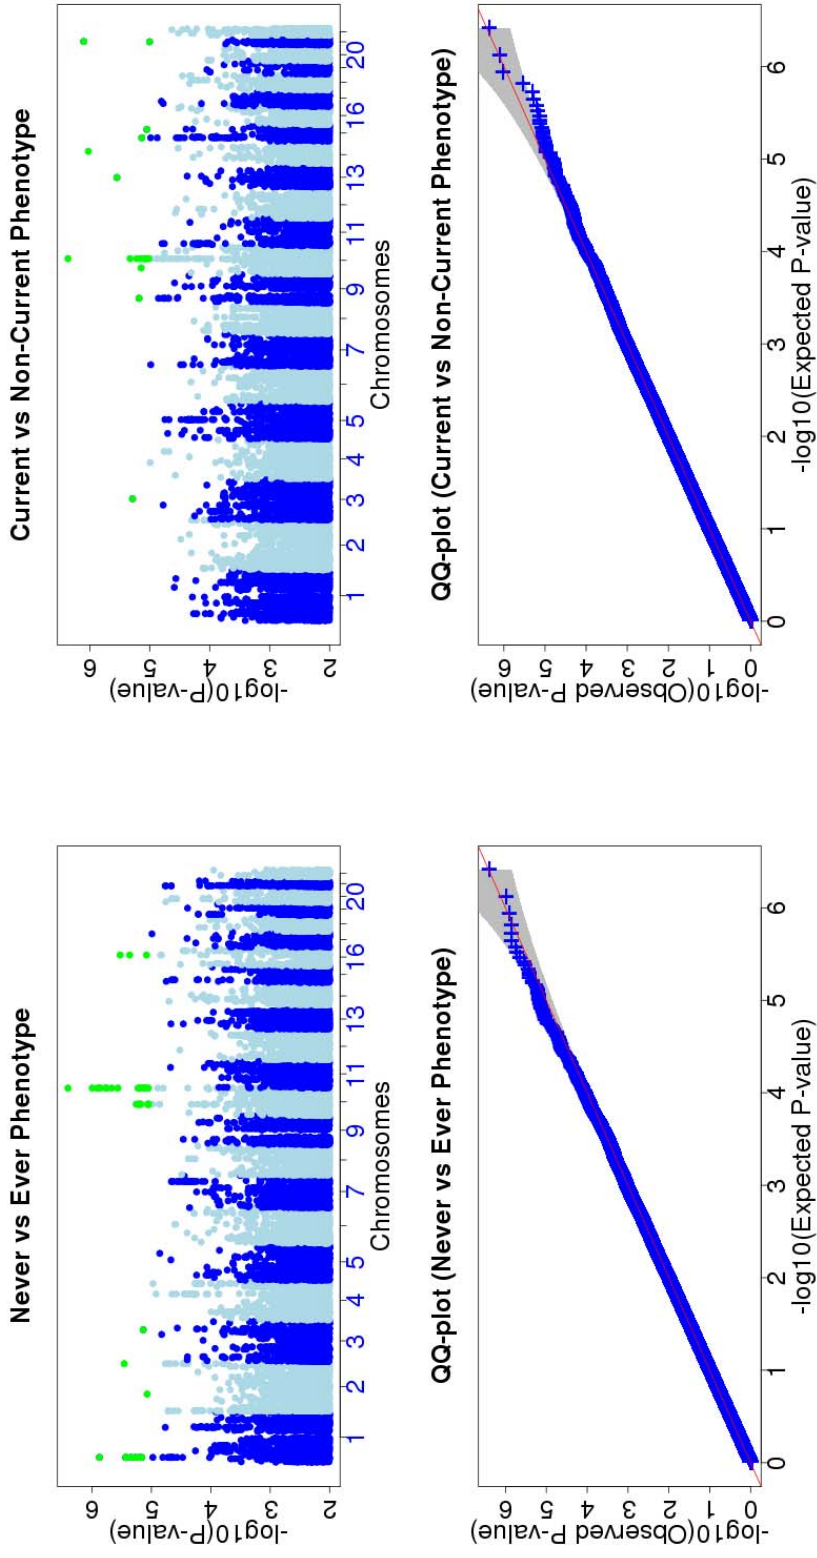 Never vs Ever Phenotype
-log10(P-value)
6
5
4
3
2
1 2 3 4 5 7 9 11 13 16 20
Chromosomes
Current vs Non-Current Phenotype
-log10(P-value)
6
5
4
3
2
1 2 3 4 5 7 9 11 13 16 20
Chromosomes
QQ-plot (Never vs Ever Phenotype)
-log10(Observed P-value)
6
5
4
3
2
1
0
0 1 2 3 4 5 6
-log10(Expected P-value)
QQ-plot (Current vs Non-Current Phenotype)
-log10(Observed P-value)
6
5
4
3
2
1
0
0 1 2 3 4 5 6
-log10(Expected P-value)